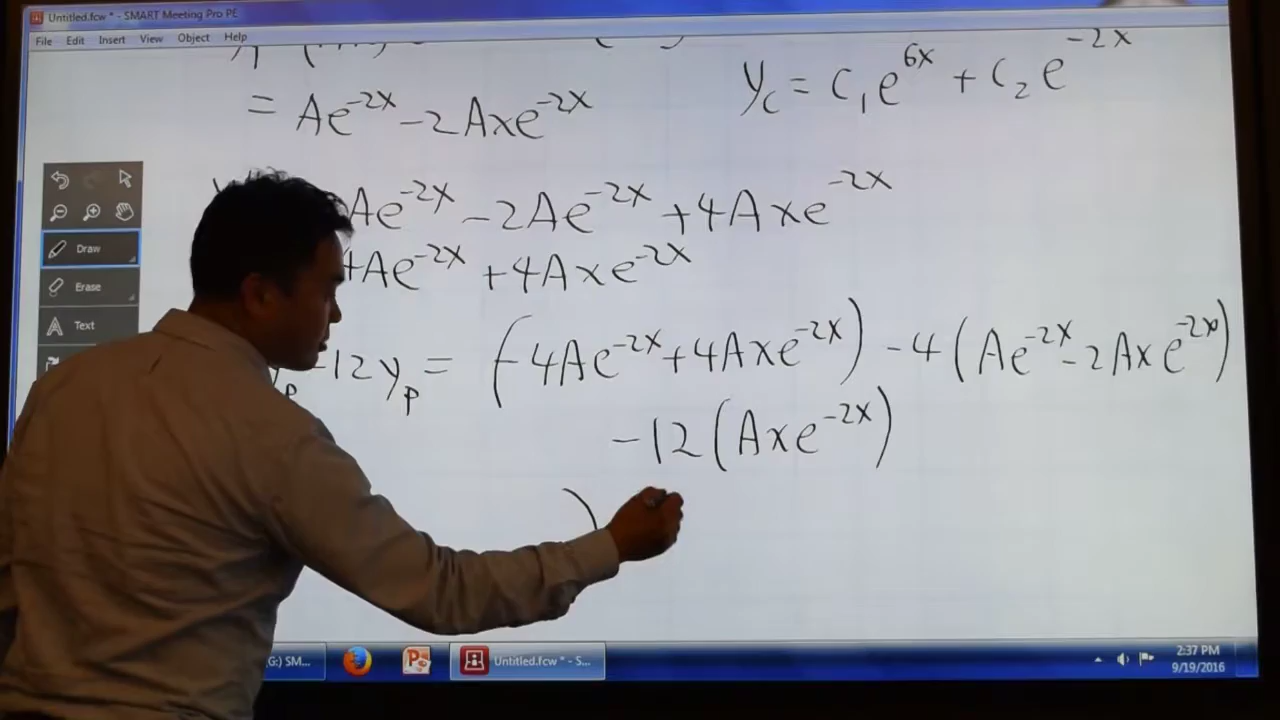 Untitled.fcw * - SMART Meeting Pro PE
File Edit Insert View Object Help
y_c = c_1 e^{6x} + c_2 e^{-2x}
= Ae^{-2x} - 2Axe^{-2x}
Ae^{-2x} - 2Ae^{-2x} + 4Axe^{-2x}
4Ae^{-2x} + 4Axe^{-2x}
Draw
Erase
Text
y_p - 12y_p = (-4Ae^{-2x} + 4Axe^{-2x}) - 4(Ae^{-2x} - 2Axe^{-2x})
-12(Axe^{-2x})
)
(G:) SM...
Untitled.fcw * - S...
2:37 PM
9/19/2016